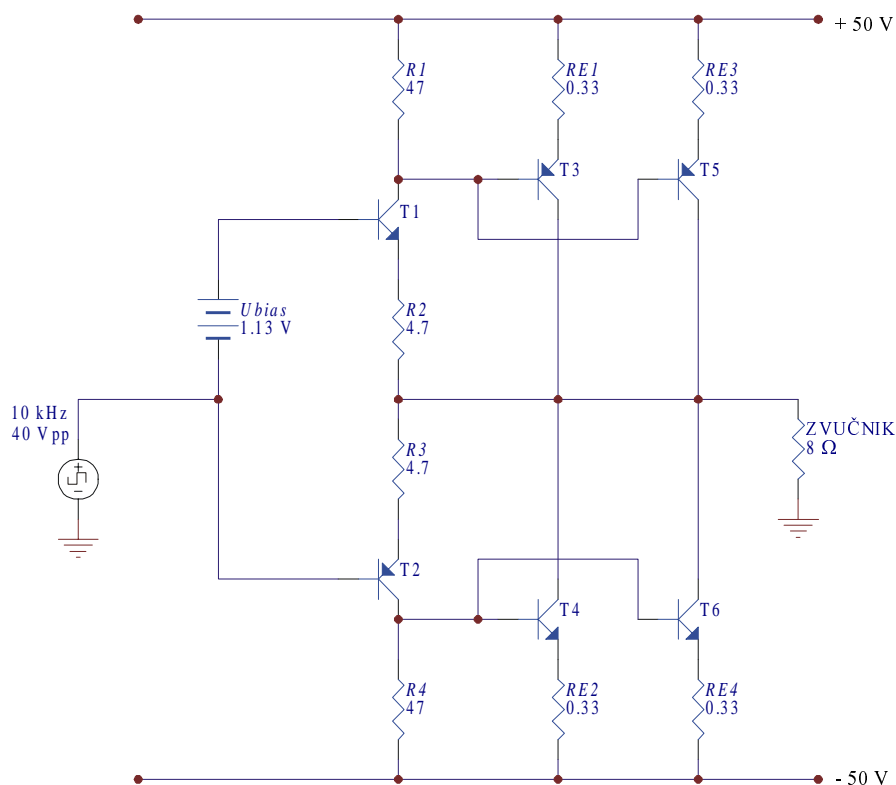 + 50 V
R1
47
RE1
0.33
RE3
0.33
T3
T5
T1
Ubias
1.13 V
R2
4.7
10 kHz
40 Vpp
+
−
ZVUČNIK
8 Ω
R3
4.7
T2
T4
T6
R4
47
RE2
0.33
RE4
0.33
- 50 V